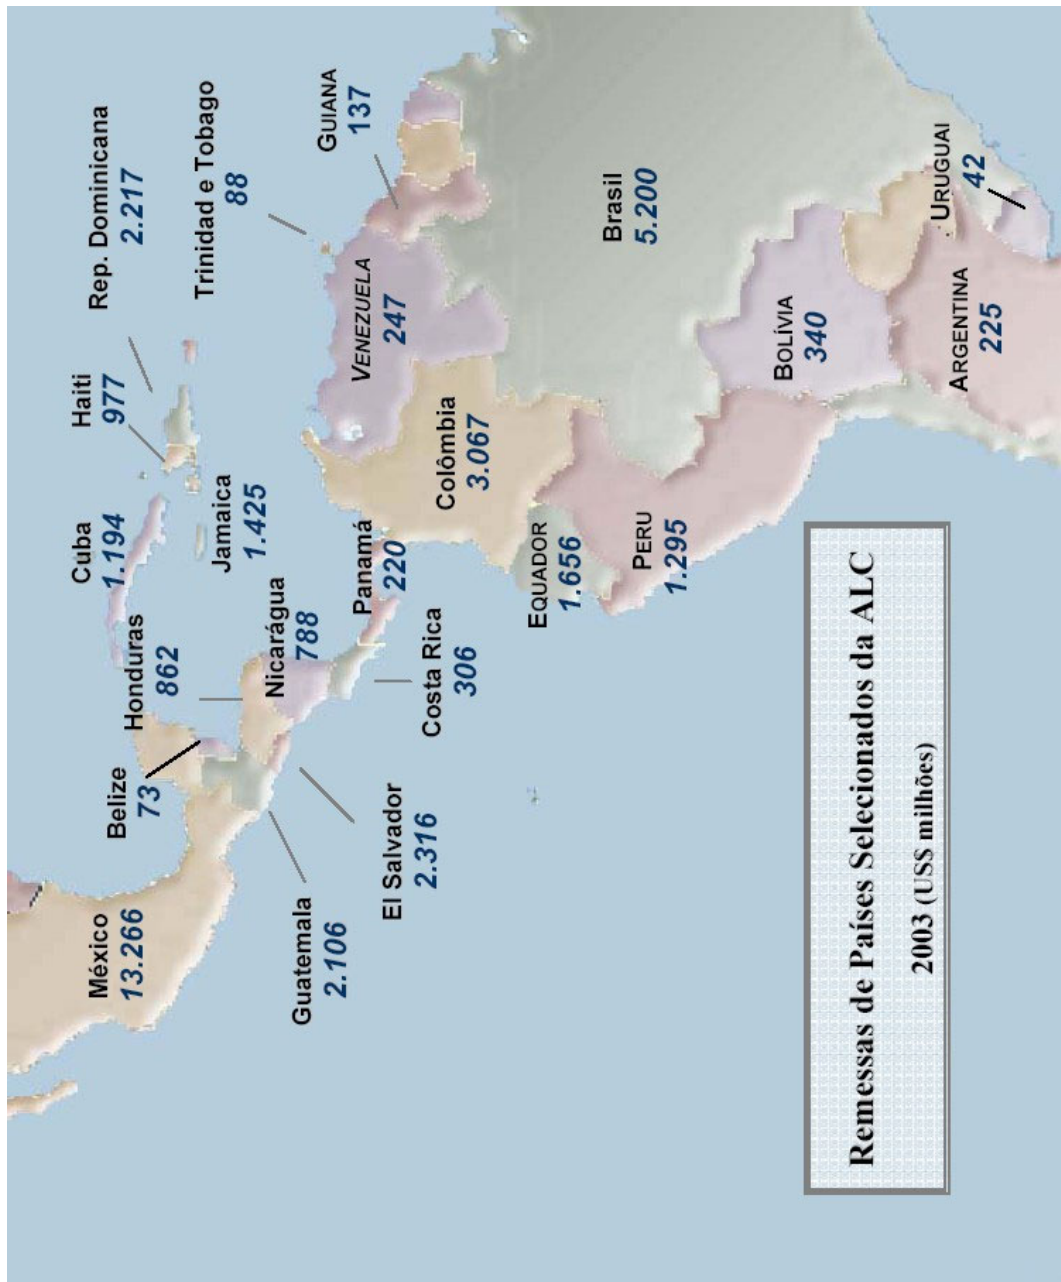 México
13.266
Belize
73
Honduras
862
Cuba
1.194
Haiti
977
Rep. Dominicana
2.217
Jamaica
1.425
Trinidad e Tobago
88
Nicarágua
788
Guatemala
2.106
El Salvador
2.316
Costa Rica
306
Panamá
220
VENEZUELA
247
GUIANA
137
Colômbia
3.067
EQUADOR
1.656
PERU
1.295
Brasil
5.200
BOLÍVIA
340
ARGENTINA
225
URUGUAI
42
Remessas de Países Selecionados da ALC
2003 (US$ milhões)